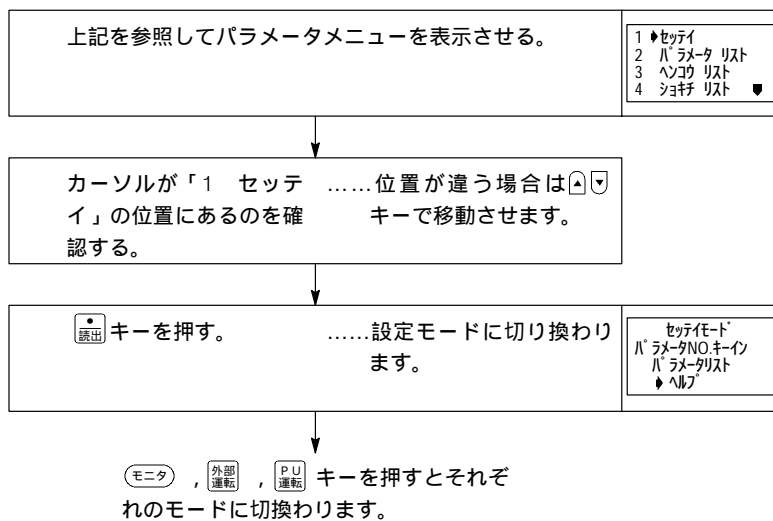 上記を参照してパラメータメニューを表示させる。
1 ♦ｾｯﾃｲ
2 ﾊﾟﾗﾒｰﾀ ﾘｽﾄ
3 ﾍﾝｺｳ ﾘｽﾄ
4 ｼｮｷﾁ ﾘｽﾄ
カーソルが「1 セッテ ……位置が違う場合は▲▼
イ」の位置にあるのを確 キーで移動させます。
認する。
読出 キーを押す。 ……設定モードに切り換わり
ます。
ｾｯﾃｲﾓｰﾄﾞ
ﾊﾟﾗﾒｰﾀNO.ｷｰｲﾝ
ﾊﾟﾗﾒｰﾀﾘｽﾄ
♦ ﾍﾙﾌﾟ
モニタ , 外部運転 , PU運転 キーを押すとそれぞ
れのモードに切換わります。